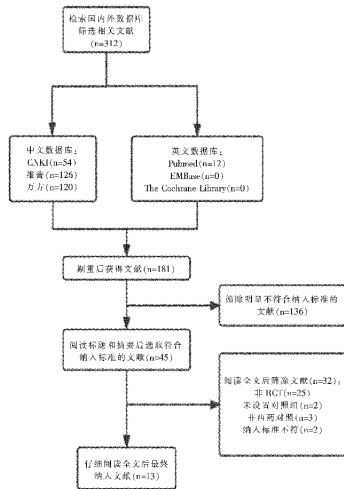 检索国内外数据库
筛选相关文献
(n=312)
中文数据库：
CNKI(n=54)
维普(n=126)
万方(n=120)
英文数据库：
Pubmed(n=12)
EMBase(n=0)
The Cochrane Library(n=0)
剔重后获得文献(n=181)
筛除明显不符合纳入标准的
文献(n=136)
阅读标题和摘要后选取符合
纳入标准的文献(n=45)
阅读全文后筛除文献(n=32)：
非 RCT(n=25)
未设置对照组(n=2)
非西药对照(n=3)
纳入标准不符(n=2)
仔细阅读全文后最终
纳入文献(n=13)